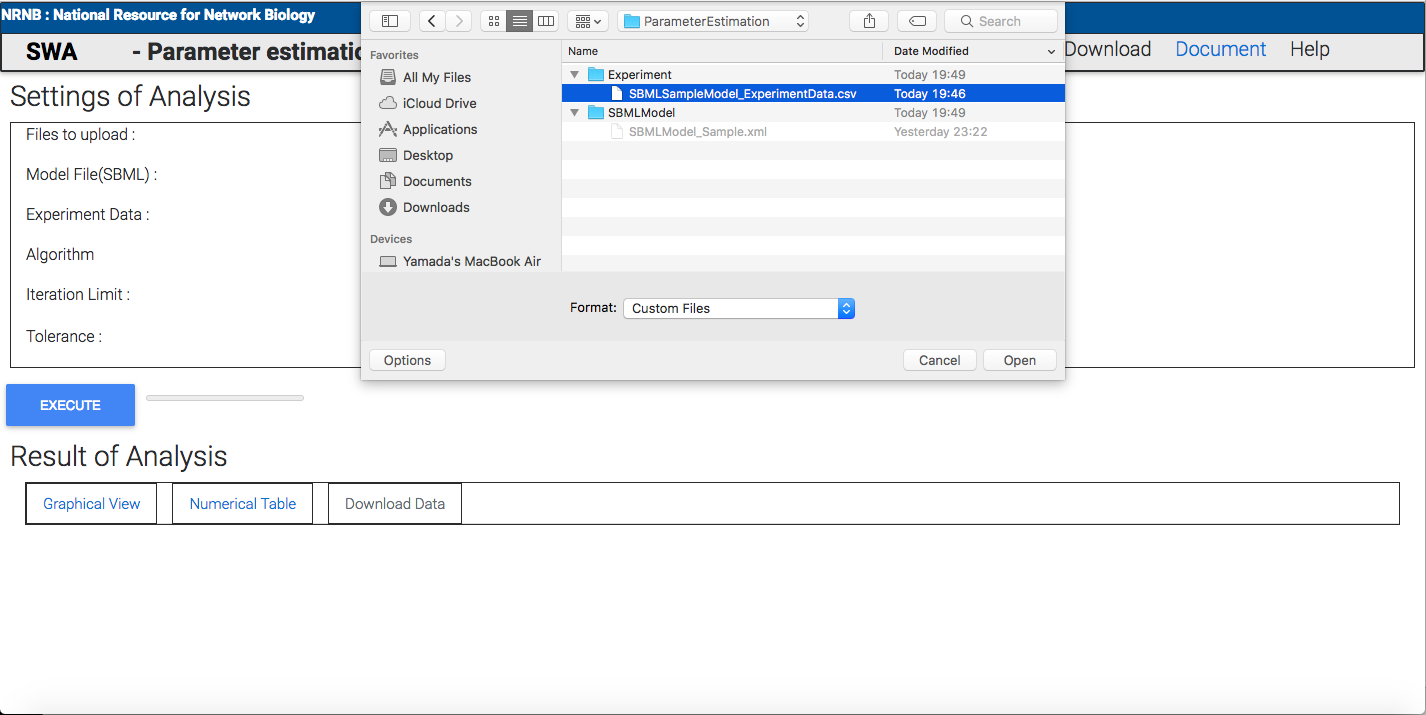 NRNB : National Resource for Network Biology
SWA - Parameter estimatio
Download Document Help
ParameterEstimation
Search
Favorites
All My Files
iCloud Drive
Applications
Desktop
Documents
Downloads
Devices
Yamada's MacBook Air
Name Date Modified
Experiment Today 19:49
SBMLSampleModel_ExperimentData.csv Today 19:46
SBMLModel Today 19:49
SBMLModel_Sample.xml Yesterday 23:22
Format: Custom Files
Options Cancel Open
Settings of Analysis
Files to upload :
Model File(SBML) :
Experiment Data :
Algorithm
Iteration Limit :
Tolerance :
EXECUTE
Result of Analysis
Graphical View Numerical Table Download Data